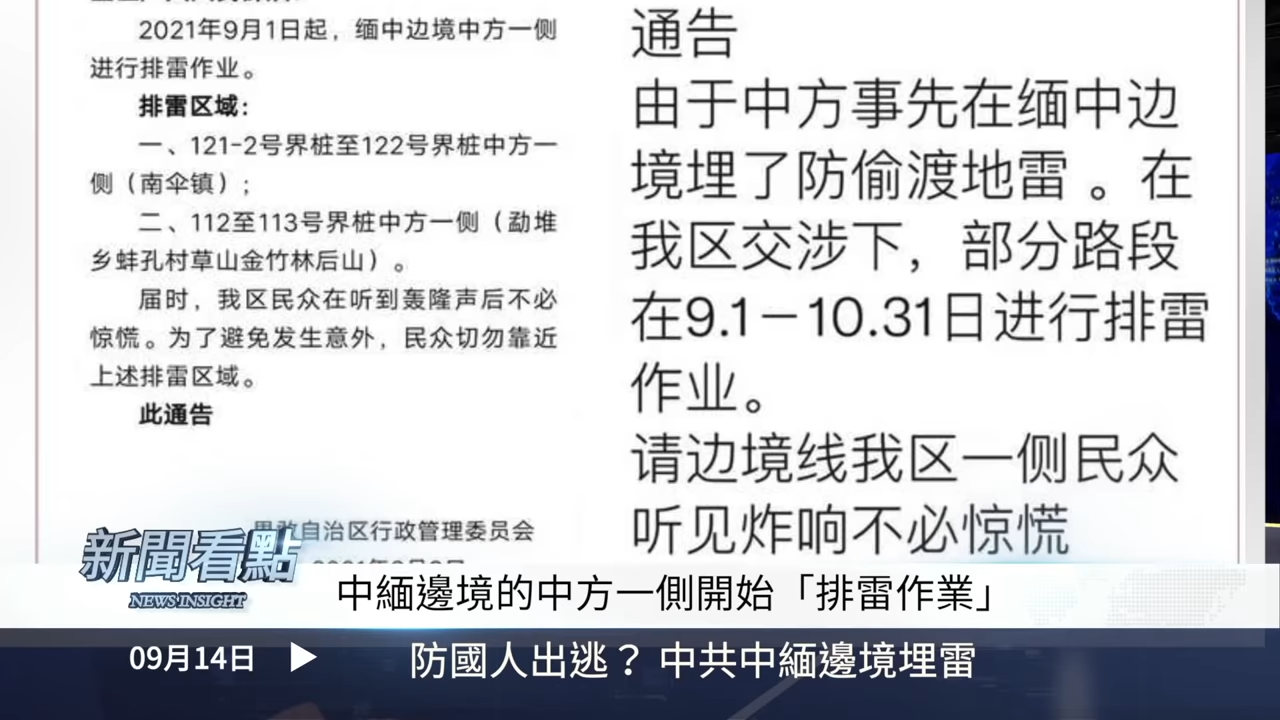 2021年9月1日起，缅中边境中方一侧
进行排雷作业。
排雷区域：
一、121-2号界桩至122号界桩中方一
侧（南伞镇）；
二、112至113号界桩中方一侧（勐堆
乡蚌孔村草山金竹林后山）。
届时，我区民众在听到轰隆声后不必
惊慌。为了避免发生意外，民众切勿靠近
上述排雷区域。
此通告
自治区行政管理委员会
通告
由于中方事先在缅中边
境埋了防偷渡地雷 。在
我区交涉下，部分路段
在9.1－10.31日进行排雷
作业。
请边境线我区一侧民众
听见炸响不必惊慌
新聞看點
NEWS INSIGHT
中緬邊境的中方一側開始「排雷作業」
09月14日
防國人出逃？ 中共中緬邊境埋雷